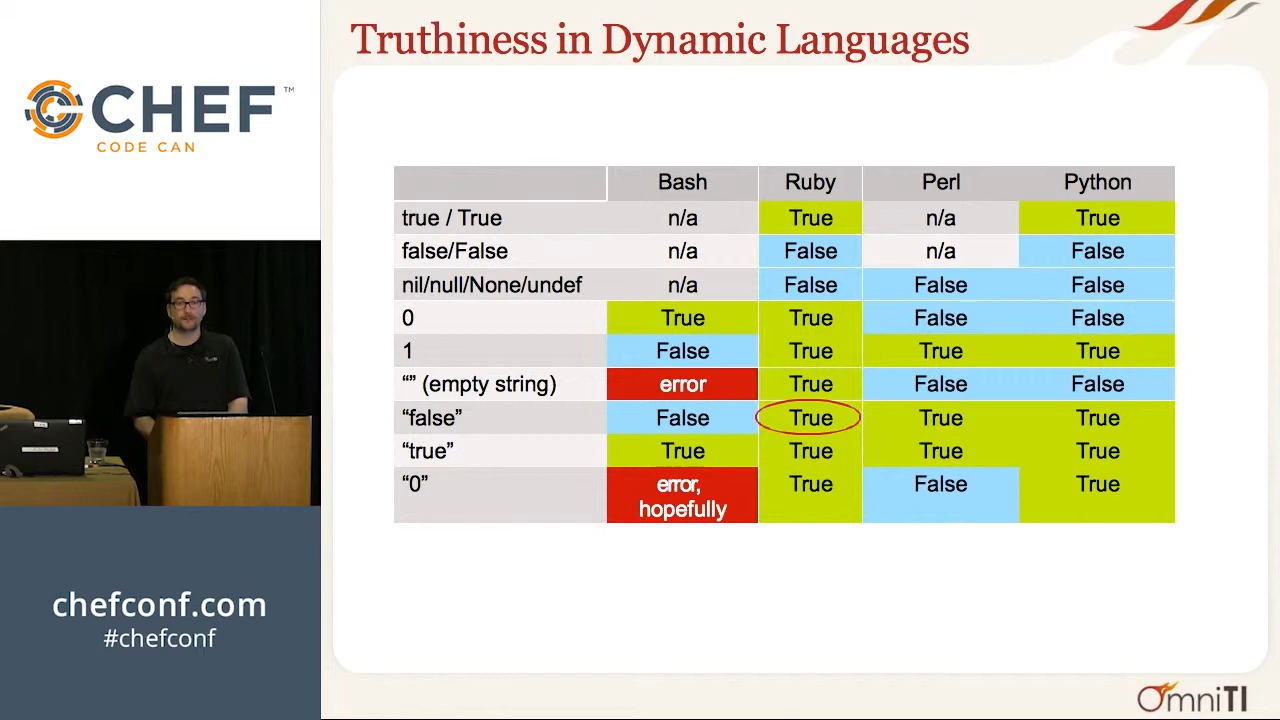 Truthiness in Dynamic Languages
CHEF™
CODE CAN
Bash Ruby Perl Python
true / True n/a True n/a True
false/False n/a False n/a False
nil/null/None/undef n/a False False False
0 True True False False
1 False True True True
“” (empty string) error True False False
“false” False True True True
“true” True True True True
“0” error, hopefully True False True
chefconf.com
#chefconf
OmniTI